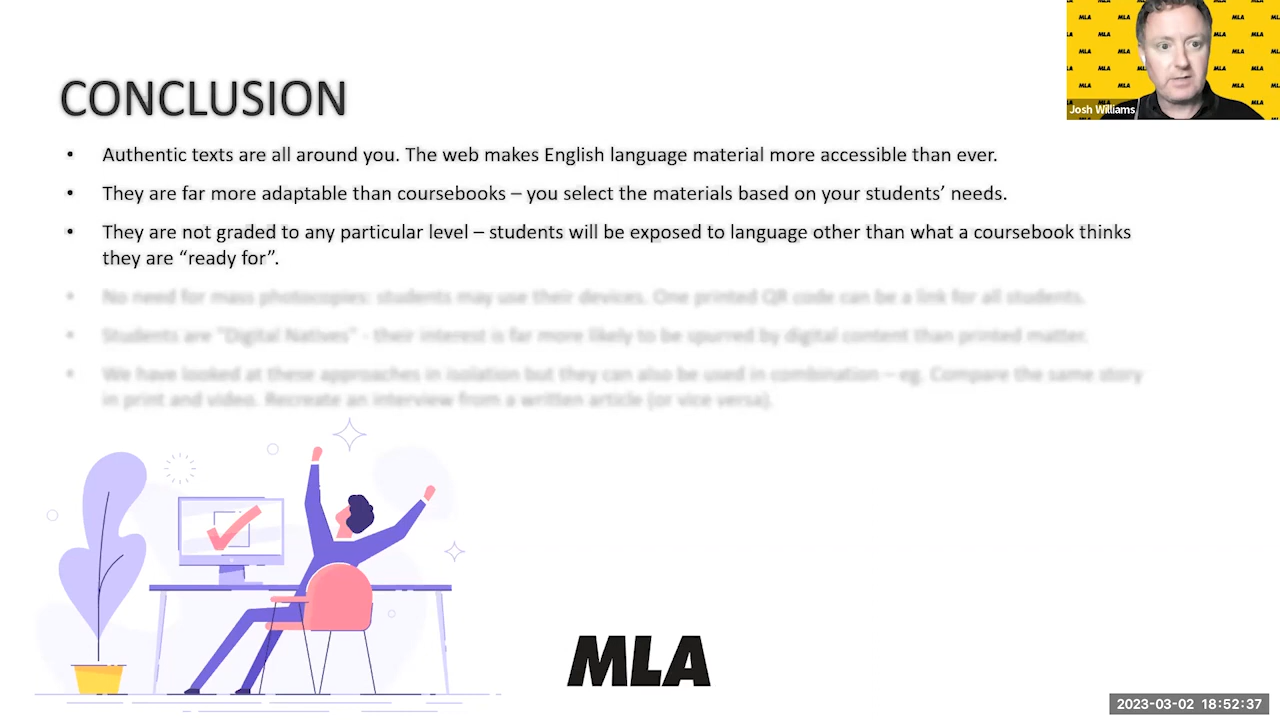 CONCLUSION
• Authentic texts are all around you. The web makes English language material more accessible than ever.
• They are far more adaptable than coursebooks – you select the materials based on your students’ needs.
• They are not graded to any particular level – students will be exposed to language other than what a coursebook thinks
they are “ready for”.
• No need for mass photocopies: students may use their devices. One printed QR code can be a link for all students.
• Students are "Digital Natives" - their interest is far more likely to be spurred by digital content than printed matter.
• We have looked at these approaches in isolation but they can also be used in combination – eg. Compare the same story
in print and video. Recreate an interview from a written article (or vice versa).
MLA
Josh Williams
2023-03-02 18:52:37